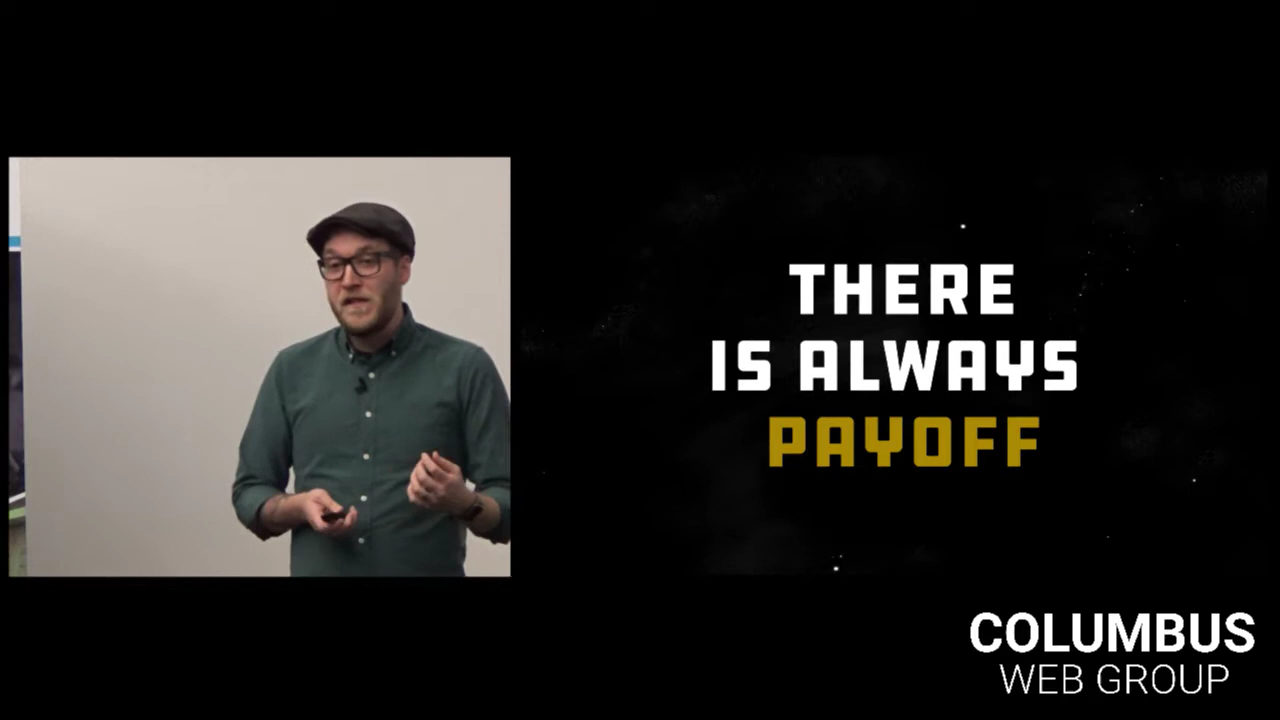 THERE
IS ALWAYS
PAYOFF
COLUMBUS
WEB GROUP